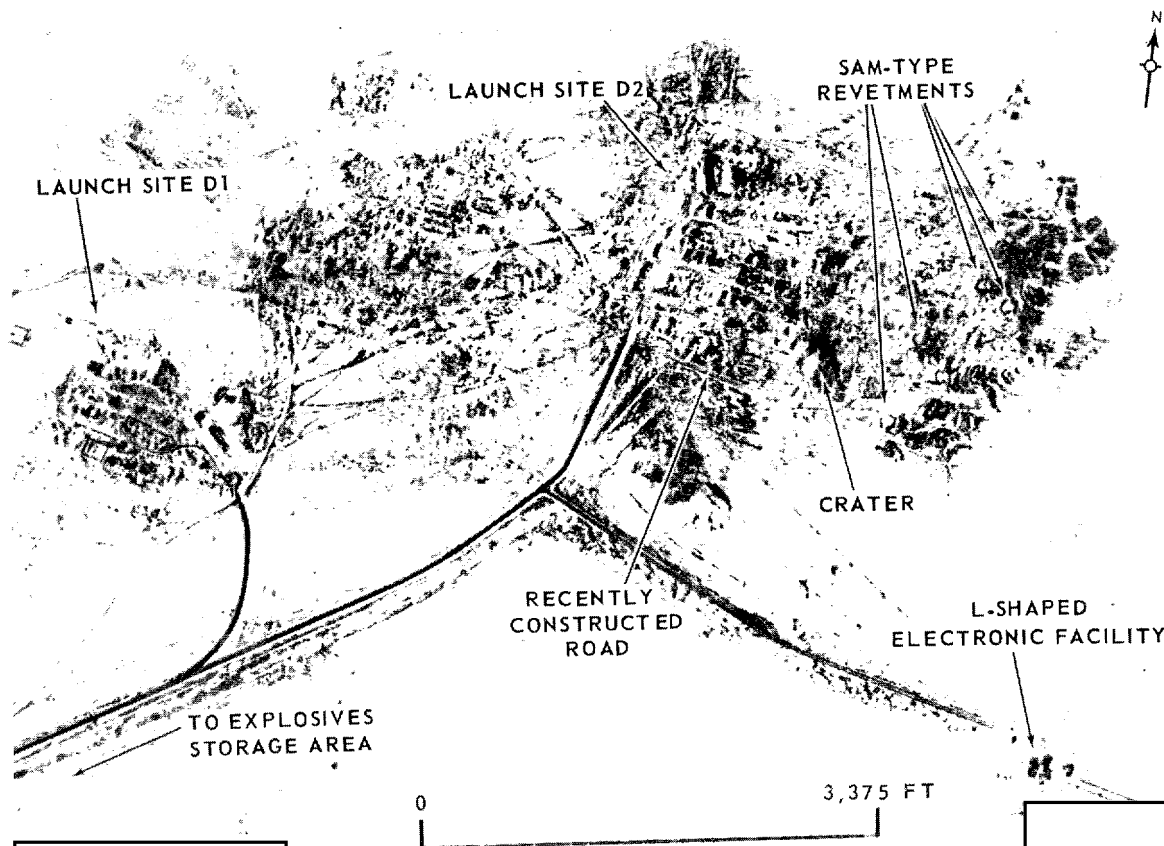 N
LAUNCH SITE D2
SAM-TYPE
REVETMENTS
LAUNCH SITE D1
CRATER
RECENTLY
CONSTRUCTED
ROAD
L-SHAPED
ELECTRONIC FACILITY
TO EXPLOSIVES
STORAGE AREA
0
3,375 FT